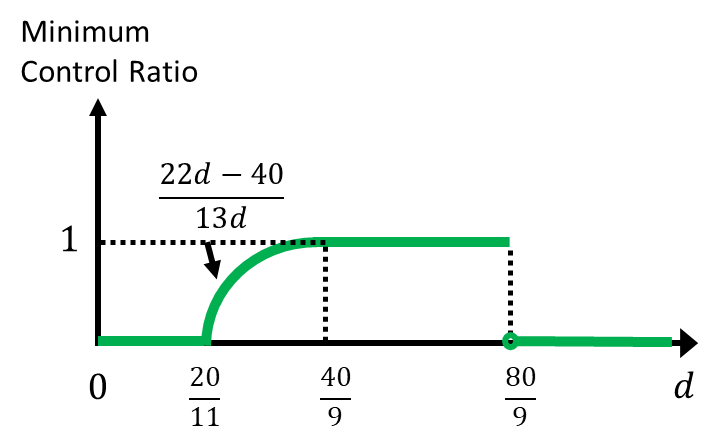 Minimum
Control Ratio
22d − 40
13d
1
0
20
11
40
9
80
9
d